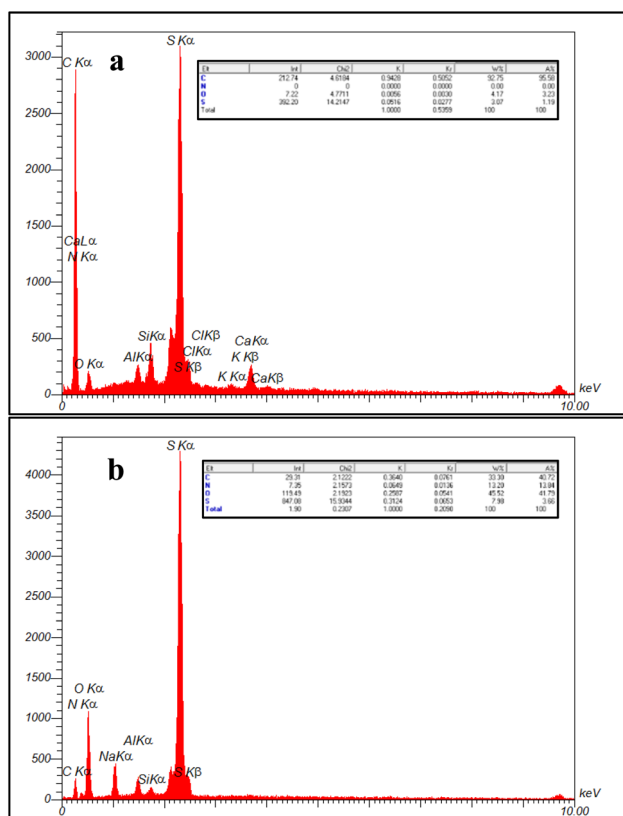 S Kα
C Kα
a
3000
2500
2000
1500
1000
500
0
Elt Int Chi2 K Kr W% A%
C 212.74 4.6184 0.9428 0.5052 92.75 95.58
N 0 0 0.0000 0.0000 0.00 0.00
O 7.22 4.7711 0.0056 0.0030 4.17 3.23
S 392.20 14.2147 0.0516 0.0277 3.07 1.19
Total 1.0000 0.5359 100 100
CaLα
N Kα
O Kα
AlKα
SiKα
ClKβ
ClKα
S Kβ
CaKα
K Kβ
K Kα
CaKβ
keV
0
10.00
S Kα
b
4000
3500
3000
2500
2000
1500
1000
500
0
Elt Int Chi2 K Kr W% A%
C 29.31 2.1222 0.3640 0.0761 33.30 40.72
N 7.35 2.1573 0.0649 0.0136 13.20 13.84
O 119.49 2.1923 0.2587 0.0541 45.52 41.79
S 847.08 15.9344 0.3124 0.0653 7.98 3.66
Total 1.90 0.2307 1.0000 0.2090 100 100
O Kα
N Kα
C Kα
NaKα
AlKα
SiKα
S Kβ
keV
0
10.00